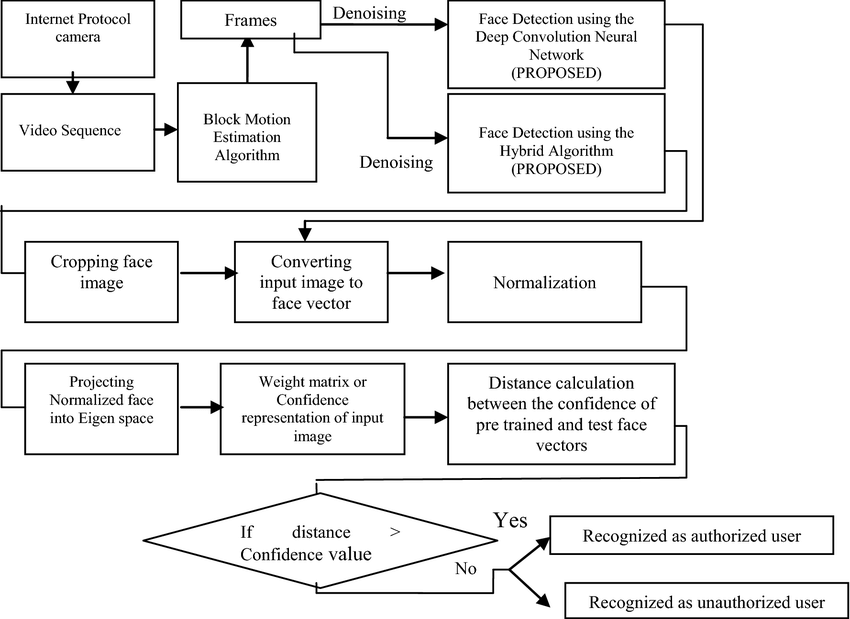 Internet Protocol
camera
Frames
Denoising
Face Detection using the
Deep Convolution Neural
Network
(PROPOSED)
Video Sequence
Block Motion
Estimation
Algorithm
Denoising
Face Detection using the
Hybrid Algorithm
(PROPOSED)
Cropping face
image
Converting
input image to
face vector
Normalization
Projecting
Normalized face
into Eigen space
Weight matrix or
Confidence
representation of input
image
Distance calculation
between the confidence of
pre trained and test face
vectors
If distance >
Confidence value
Yes
No
Recognized as authorized user
Recognized as unauthorized user